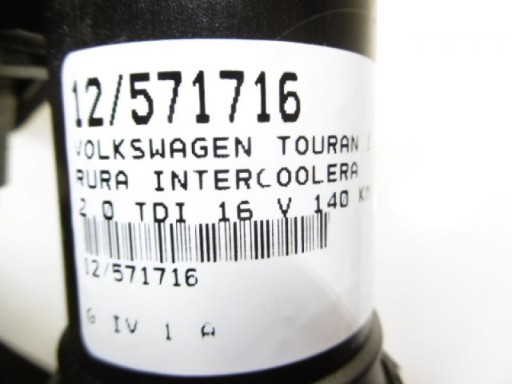 12/571716
VOLKSWAGEN TOURAN
RURA INTERCOOLERA
2.0 TDI 16 V 140 KM
12/571716
G IV 1 A